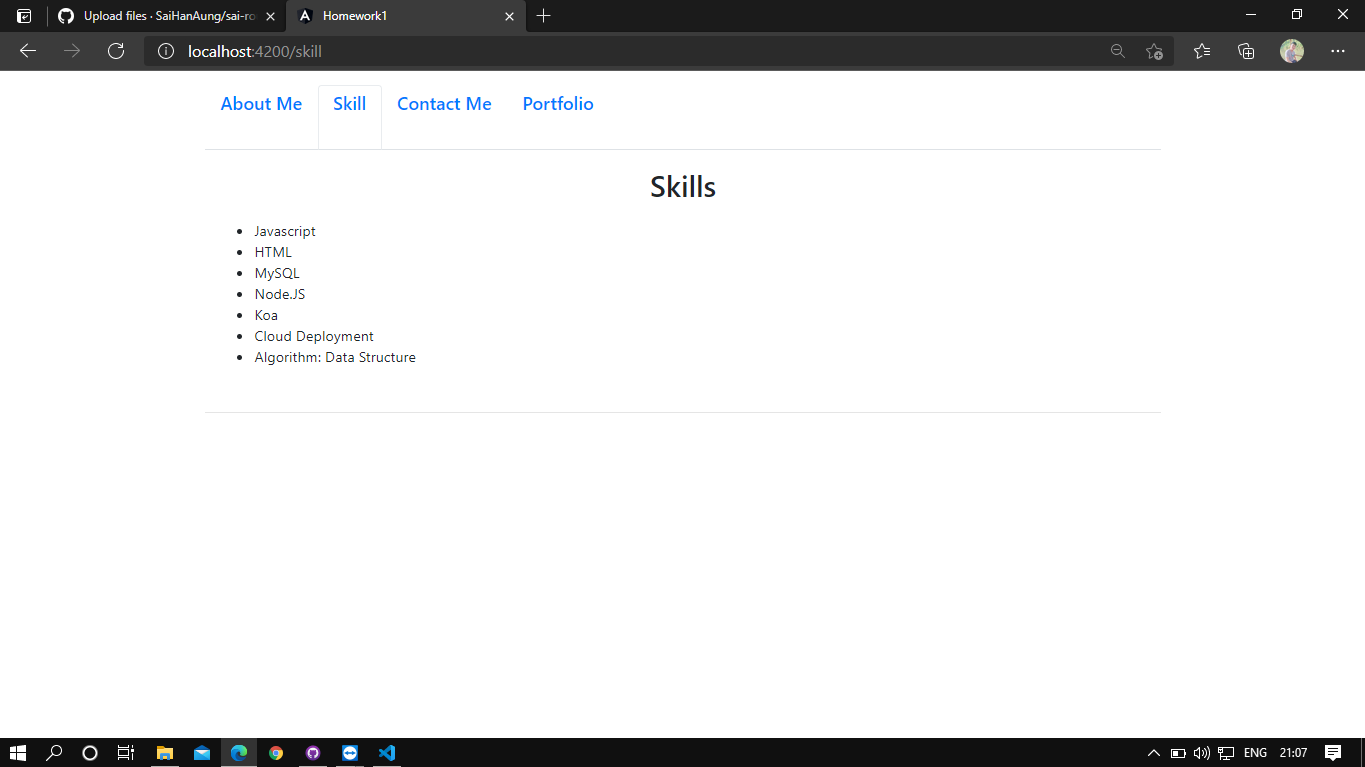 Upload files · SaiHanAung/sai-ro
Homework1
localhost:4200/skill
About Me
Skill
Contact Me
Portfolio
Skills
Javascript
HTML
MySQL
Node.JS
Koa
Cloud Deployment
Algorithm: Data Structure
ENG
21:07